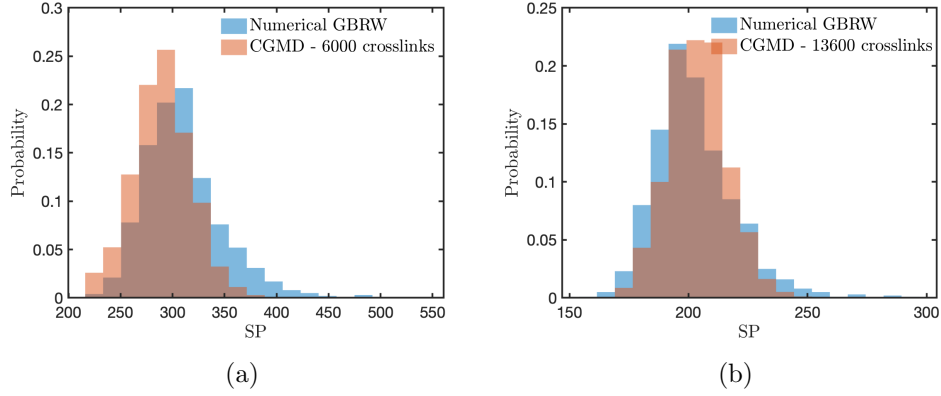 0.3
0.25
0.2
0.15
0.1
0.05
0
Probability
200 250 300 350 400 450 500 550
SP
Numerical GBRW
CGMD - 6000 crosslinks
(a)
0.25
0.2
0.15
0.1
0.05
0
Probability
150 200 250 300
SP
Numerical GBRW
CGMD - 13600 crosslinks
(b)